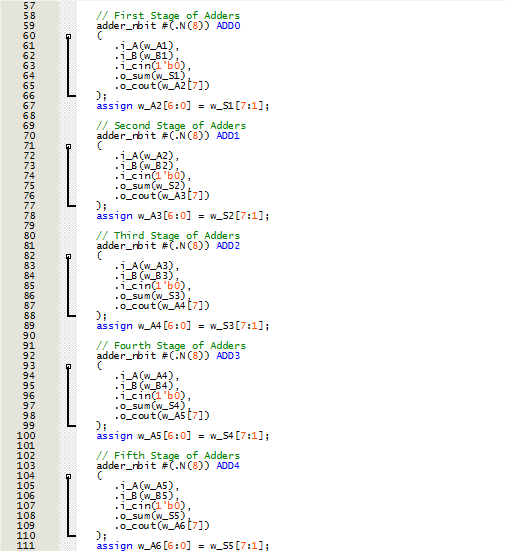 57
58 // First Stage of Adders
59 adder_nbit #(.N(8)) ADD0
60 (
61 .i_A(w_A1),
62 .i_B(w_B1),
63 .i_cin(1'b0),
64 .o_sum(w_S1),
65 .o_cout(w_A2[7])
66 );
67 assign w_A2[6:0] = w_S1[7:1];
68
69 // Second Stage of Adders
70 adder_nbit #(.N(8)) ADD1
71 (
72 .i_A(w_A2),
73 .i_B(w_B2),
74 .i_cin(1'b0),
75 .o_sum(w_S2),
76 .o_cout(w_A3[7])
77 );
78 assign w_A3[6:0] = w_S2[7:1];
79
80 // Third Stage of Adders
81 adder_nbit #(.N(8)) ADD2
82 (
83 .i_A(w_A3),
84 .i_B(w_B3),
85 .i_cin(1'b0),
86 .o_sum(w_S3),
87 .o_cout(w_A4[7])
88 );
89 assign w_A4[6:0] = w_S3[7:1];
90
91 // Fourth Stage of Adders
92 adder_nbit #(.N(8)) ADD3
93 (
94 .i_A(w_A4),
95 .i_B(w_B4),
96 .i_cin(1'b0),
97 .o_sum(w_S4),
98 .o_cout(w_A5[7])
99 );
100 assign w_A5[6:0] = w_S4[7:1];
101
102 // Fifth Stage of Adders
103 adder_nbit #(.N(8)) ADD4
104 (
105 .i_A(w_A5),
106 .i_B(w_B5),
107 .i_cin(1'b0),
108 .o_sum(w_S5),
109 .o_cout(w_A6[7])
110 );
111 assign w_A6[6:0] = w_S5[7:1];